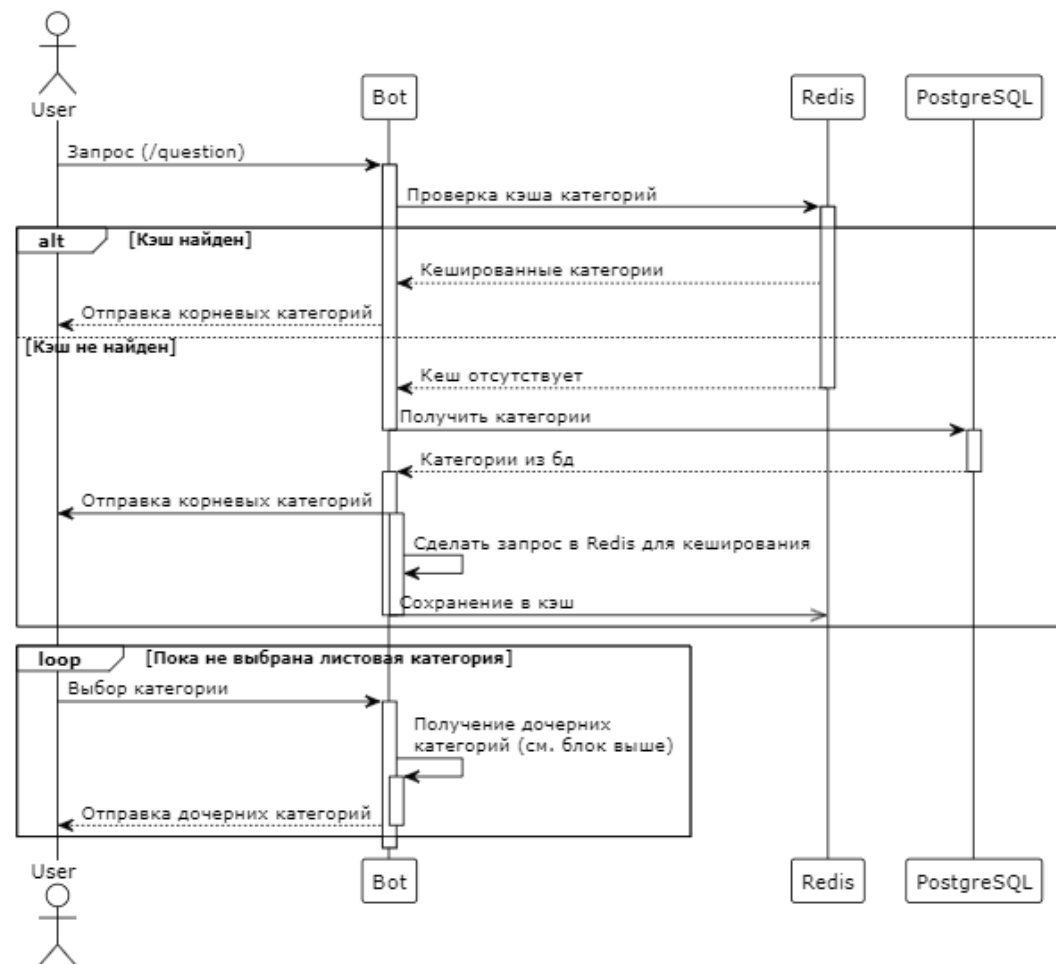 User
Bot
Redis
PostgreSQL
Запрос (/question)
Проверка кэша категорий
alt
[Кэш найден]
Кешированные категории
Отправка корневых категорий
[Кэш не найден]
Кеш отсутствует
Получить категории
Категории из бд
Отправка корневых категорий
Сделать запрос в Redis для кеширования
Сохранение в кэш
loop
[Пока не выбрана листовая категория]
Выбор категории
Получение дочерних
категорий (см. блок выше)
Отправка дочерних категорий
User
Bot
Redis
PostgreSQL